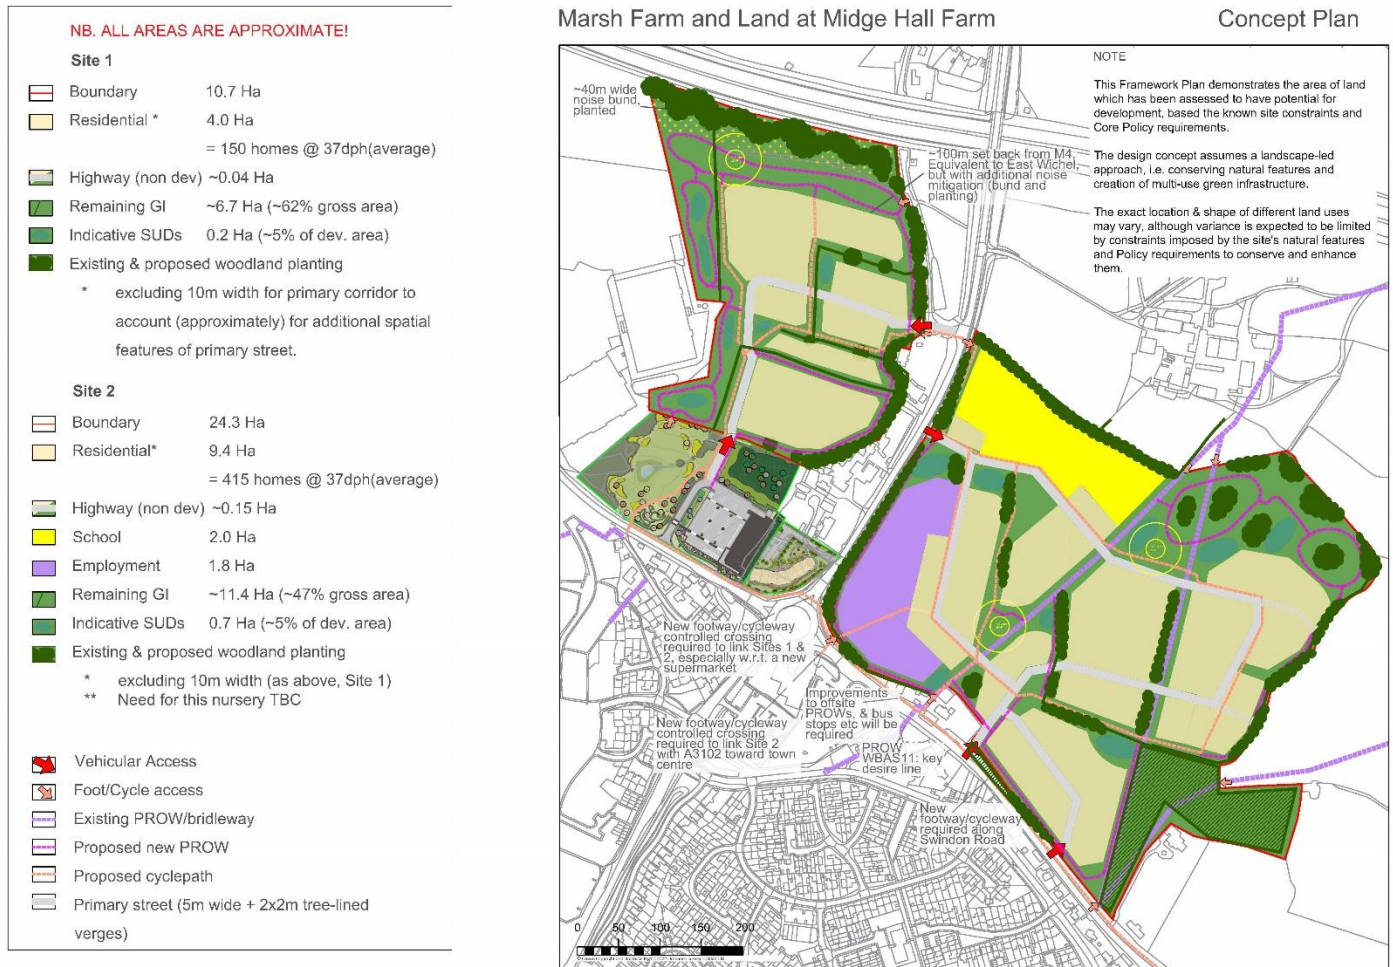 NB. ALL AREAS ARE APPROXIMATE!
Site 1
Boundary 10.7 Ha
Residential * 4.0 Ha
= 150 homes @ 37dph(average)
Highway (non dev) ~0.04 Ha
Remaining GI ~6.7 Ha (~62% gross area)
Indicative SUDs 0.2 Ha (~5% of dev. area)
Existing & proposed woodland planting
* excluding 10m width for primary corridor to
account (approximately) for additional spatial
features of primary street.
Site 2
Boundary 24.3 Ha
Residential* 9.4 Ha
= 415 homes @ 37dph(average)
Highway (non dev) ~0.15 Ha
School 2.0 Ha
Employment 1.8 Ha
Remaining GI ~11.4 Ha (~47% gross area)
Indicative SUDs 0.7 Ha (~5% of dev. area)
Existing & proposed woodland planting
* excluding 10m width (as above, Site 1)
** Need for this nursery TBC
Vehicular Access
Foot/Cycle access
Existing PROW/bridleway
Proposed new PROW
Proposed cyclepath
Primary street (5m wide + 2x2m tree-lined
verges)
Marsh Farm and Land at Midge Hall Farm
Concept Plan
NOTE
This Framework Plan demonstrates the area of land
which has been assessed to have potential for
development, based the known site constraints and
Core Policy requirements.
The design concept assumes a landscape-led
approach, i.e. conserving natural features and
creation of multi-use green infrastructure.
The exact location & shape of different land uses
may vary, although variance is expected to be limited
by constraints imposed by the site's natural features
and Policy requirements to conserve and enhance
them.
~40m wide
noise bund,
planted
~100m set back from M4.
Equivalent to East Wichel,
but with additional noise
mitigation (bund and
planting)
New footway/cycleway
controlled crossing
required to link Sites 1 &
2, especially w.r.t. a new
supermarket
Improvements
to offsite
PROWs, & bus
stops etc will be
required
New footway/cycleway
controlled crossing
required to link Site 2
with A3102 toward town
centre
PROW
WBAS11: key
desire line
New
footway/cycleway
required along
Swindon Road
0 50 100 150 200